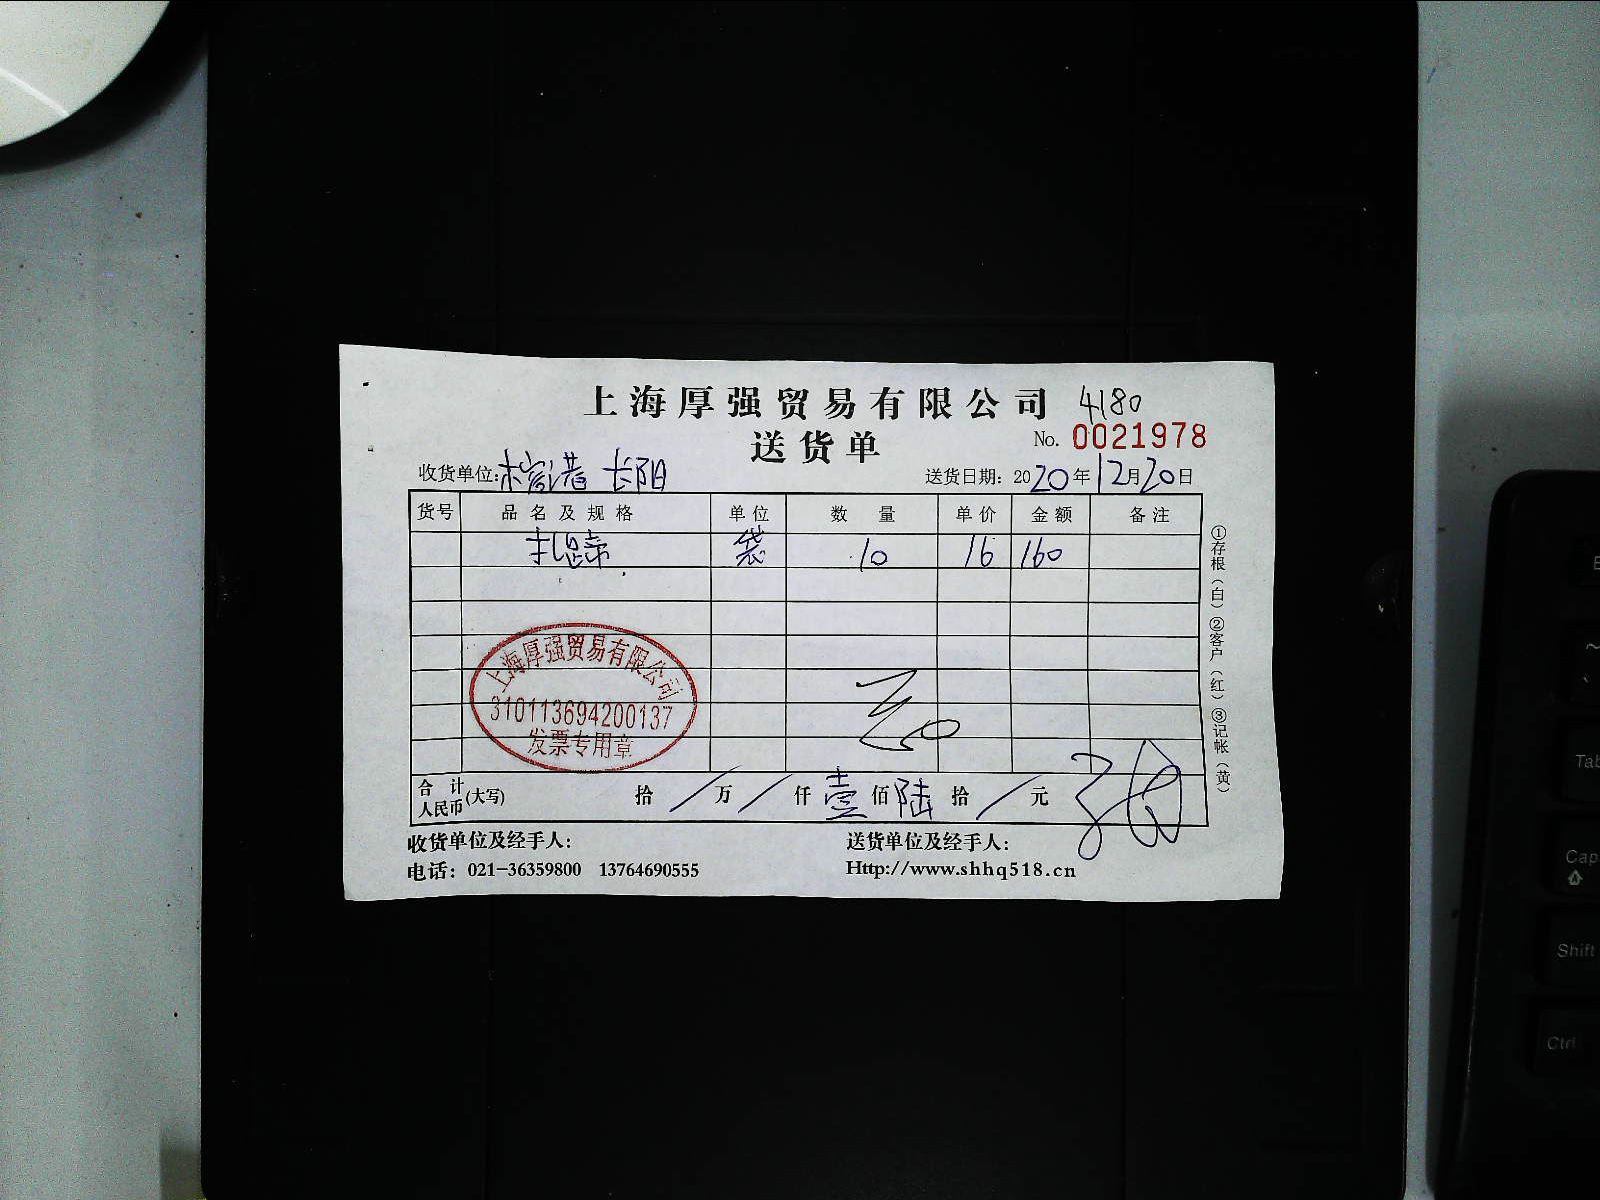 上海厚强贸易有限公司 4180
送货单 No. 0021978
收货单位: 长阳 送货日期: 2020年12月20日
货号 品名及规格 单位 数量 单价 金额 备注
袋 10 16 160
上海厚强贸易有限公司
310113694200137
发票专用章
合计人民币(大写) 拾 / 万 / 仟 壹 佰 陆 拾 / 元
收货单位及经手人: 送货单位及经手人:
电话: 021-36359800 13764690555 Http://www.shhq518.cn
①存根(白) ②客户(红) ③记帐(黄)
Tab
Cap
Shift
Ctrl